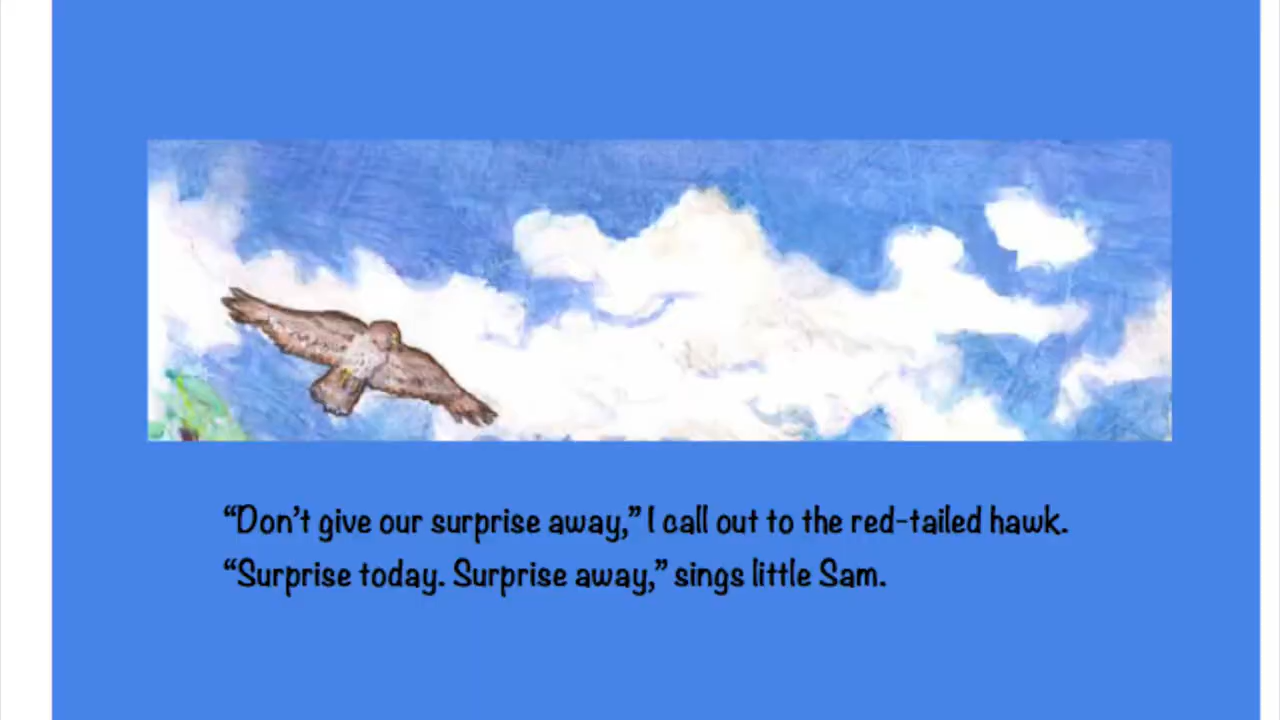 “Don’t give our surprise away,” I call out to the red-tailed hawk.
“Surprise today. Surprise away,” sings little Sam.